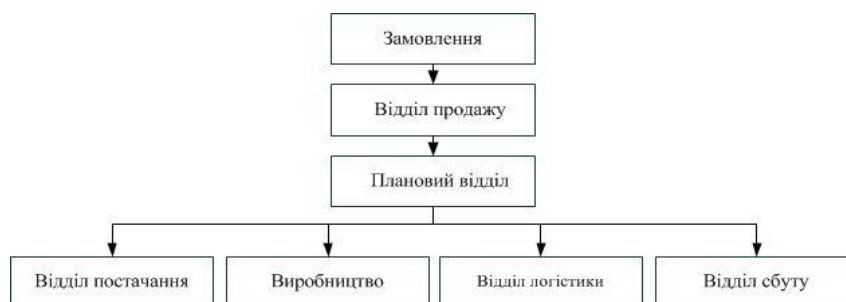 Замовлення
Відділ продажу
Плановий відділ
Відділ постачання
Виробництво
Відділ логістики
Відділ сбуту